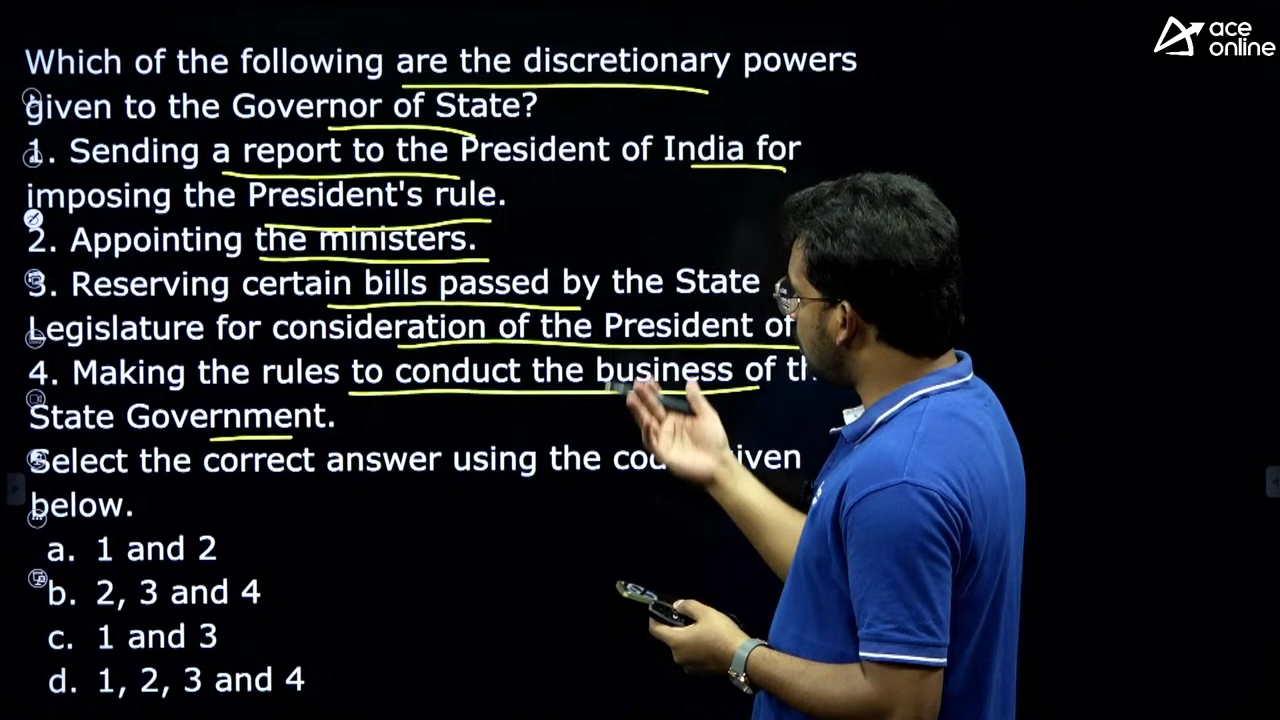 ace
online
Which of the following are the discretionary powers
given to the Governor of State?
1. Sending a report to the President of India for
imposing the President's rule.
2. Appointing the ministers.
3. Reserving certain bills passed by the State
Legislature for consideration of the President of
4. Making the rules to conduct the business of
State Government.
Select the correct answer using the
below.
a. 1 and 2
b. 2, 3 and 4
c. 1 and 3
d. 1, 2, 3 and 4